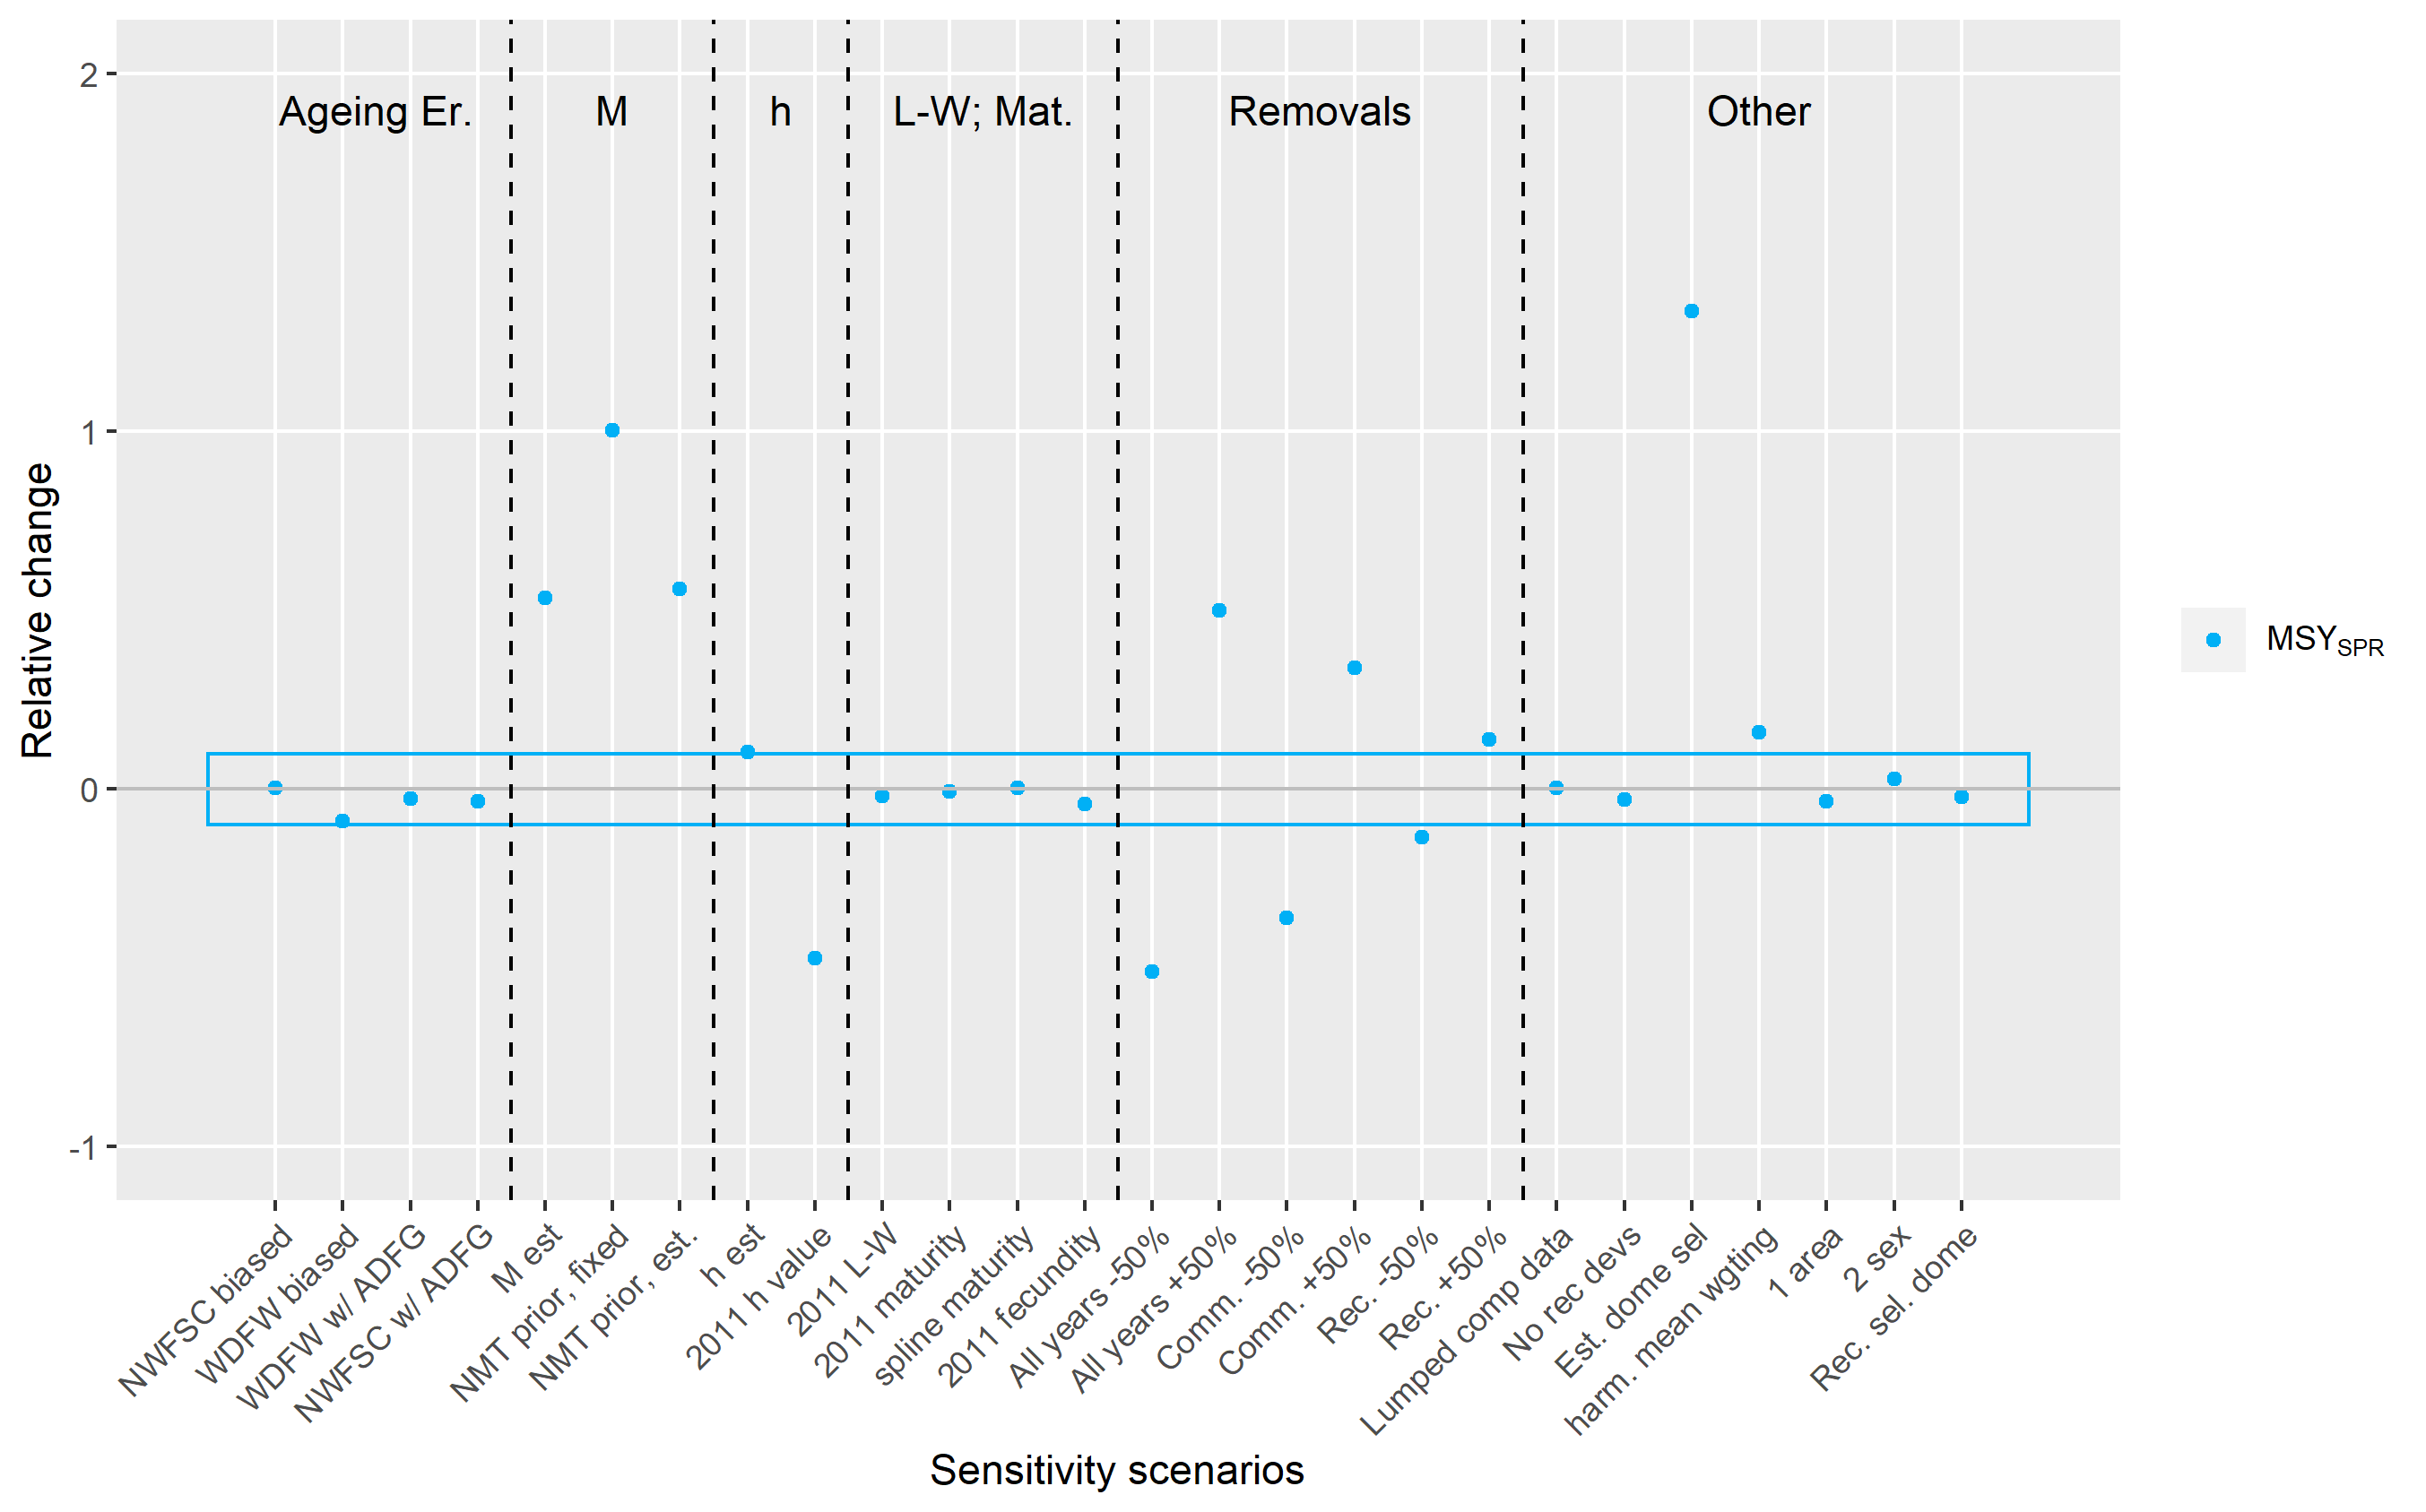 2
1
0
-1
Relative change
Ageing Er.
M
h
L-W; Mat.
Removals
Other
NWFSC biased
WDFW biased
WDFW w/ ADFG
NWFSC w/ ADFG
M est
NMT prior, fixed
NMT prior, est.
h est
2011 h value
2011 L-W
2011 maturity
spline maturity
2011 fecundity
All years -50%
All years +50%
Comm. -50%
Comm. +50%
Rec. -50%
Rec. +50%
Lumped comp data
No rec devs
Est. dome sel
harm. mean wgting
1 area
2 sex
Rec. sel. dome
Sensitivity scenarios
MSYSPR